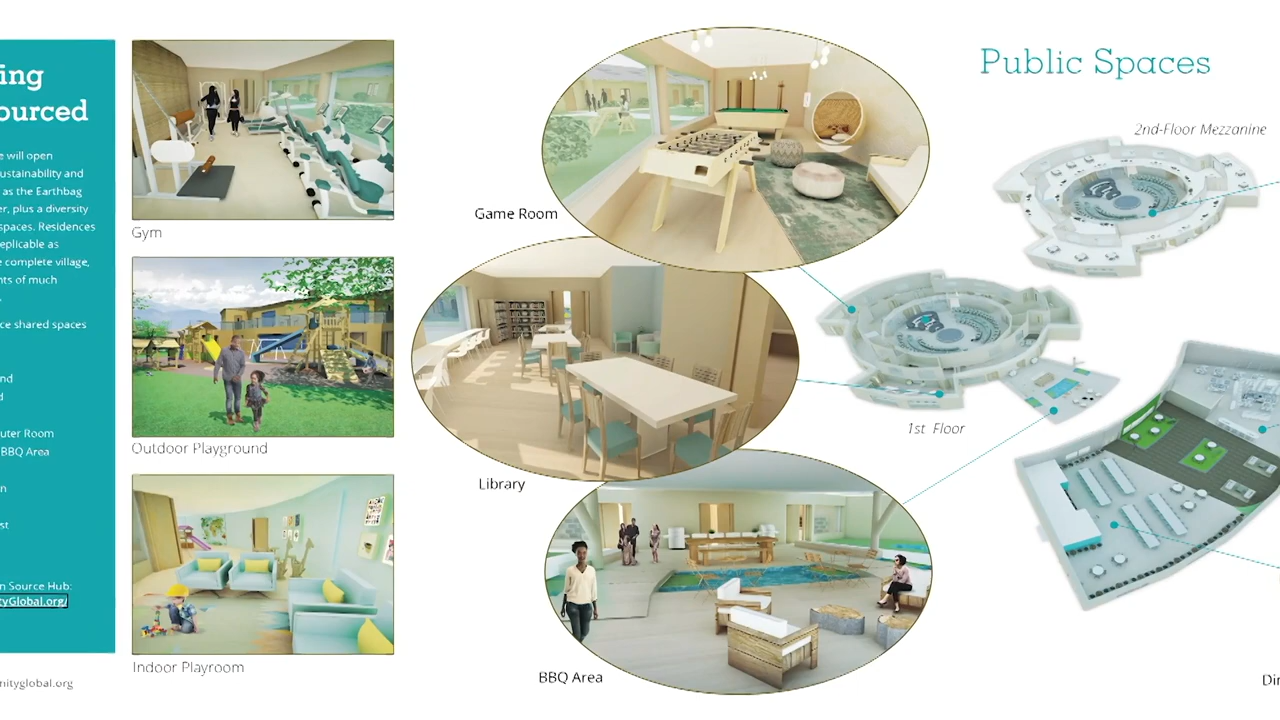 ing
ourced
e will open
ustainability and
as the Earthbag
er, plus a diversity
spaces. Residences
eplicable as
e complete village,
nts of much
ce shared spaces
nd
d
uter Room
BBQ Area
n
st
n Source Hub:
tyGlobal.org/
nityglobal.org
Gym
Outdoor Playground
Indoor Playroom
Game Room
Library
BBQ Area
Public Spaces
2nd-Floor Mezzanine
1st Floor
Din